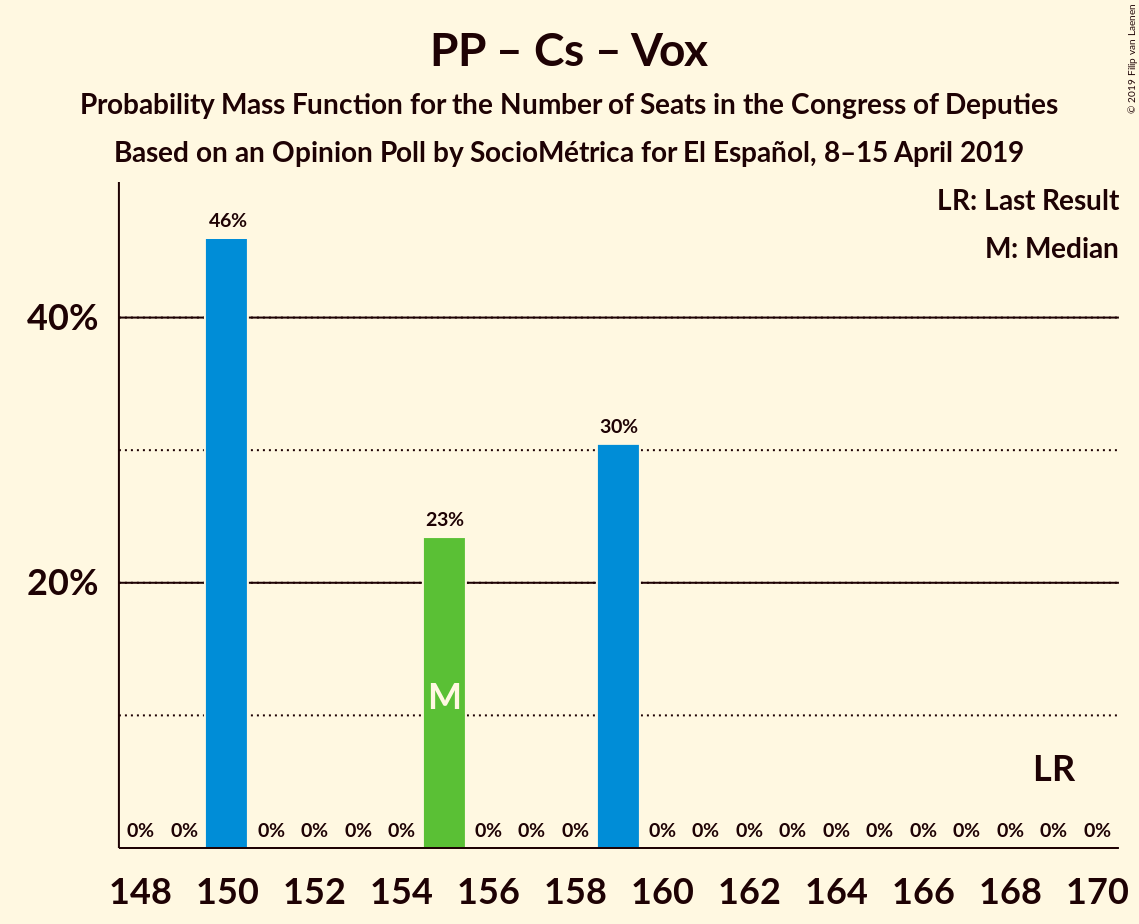 PP – Cs – Vox
Probability Mass Function for the Number of Seats in the Congress of Deputies
Based on an Opinion Poll by SocioMétrica for El Español, 8–15 April 2019
© 2019 Filip van Laenen
LR: Last Result
M: Median
46%
40%
30%
23%
20%
M
LR
0% 0% 0% 0% 0% 0% 0% 0% 0% 0% 0% 0% 0% 0% 0% 0% 0% 0% 0% 0%
148 150 152 154 156 158 160 162 164 166 168 170